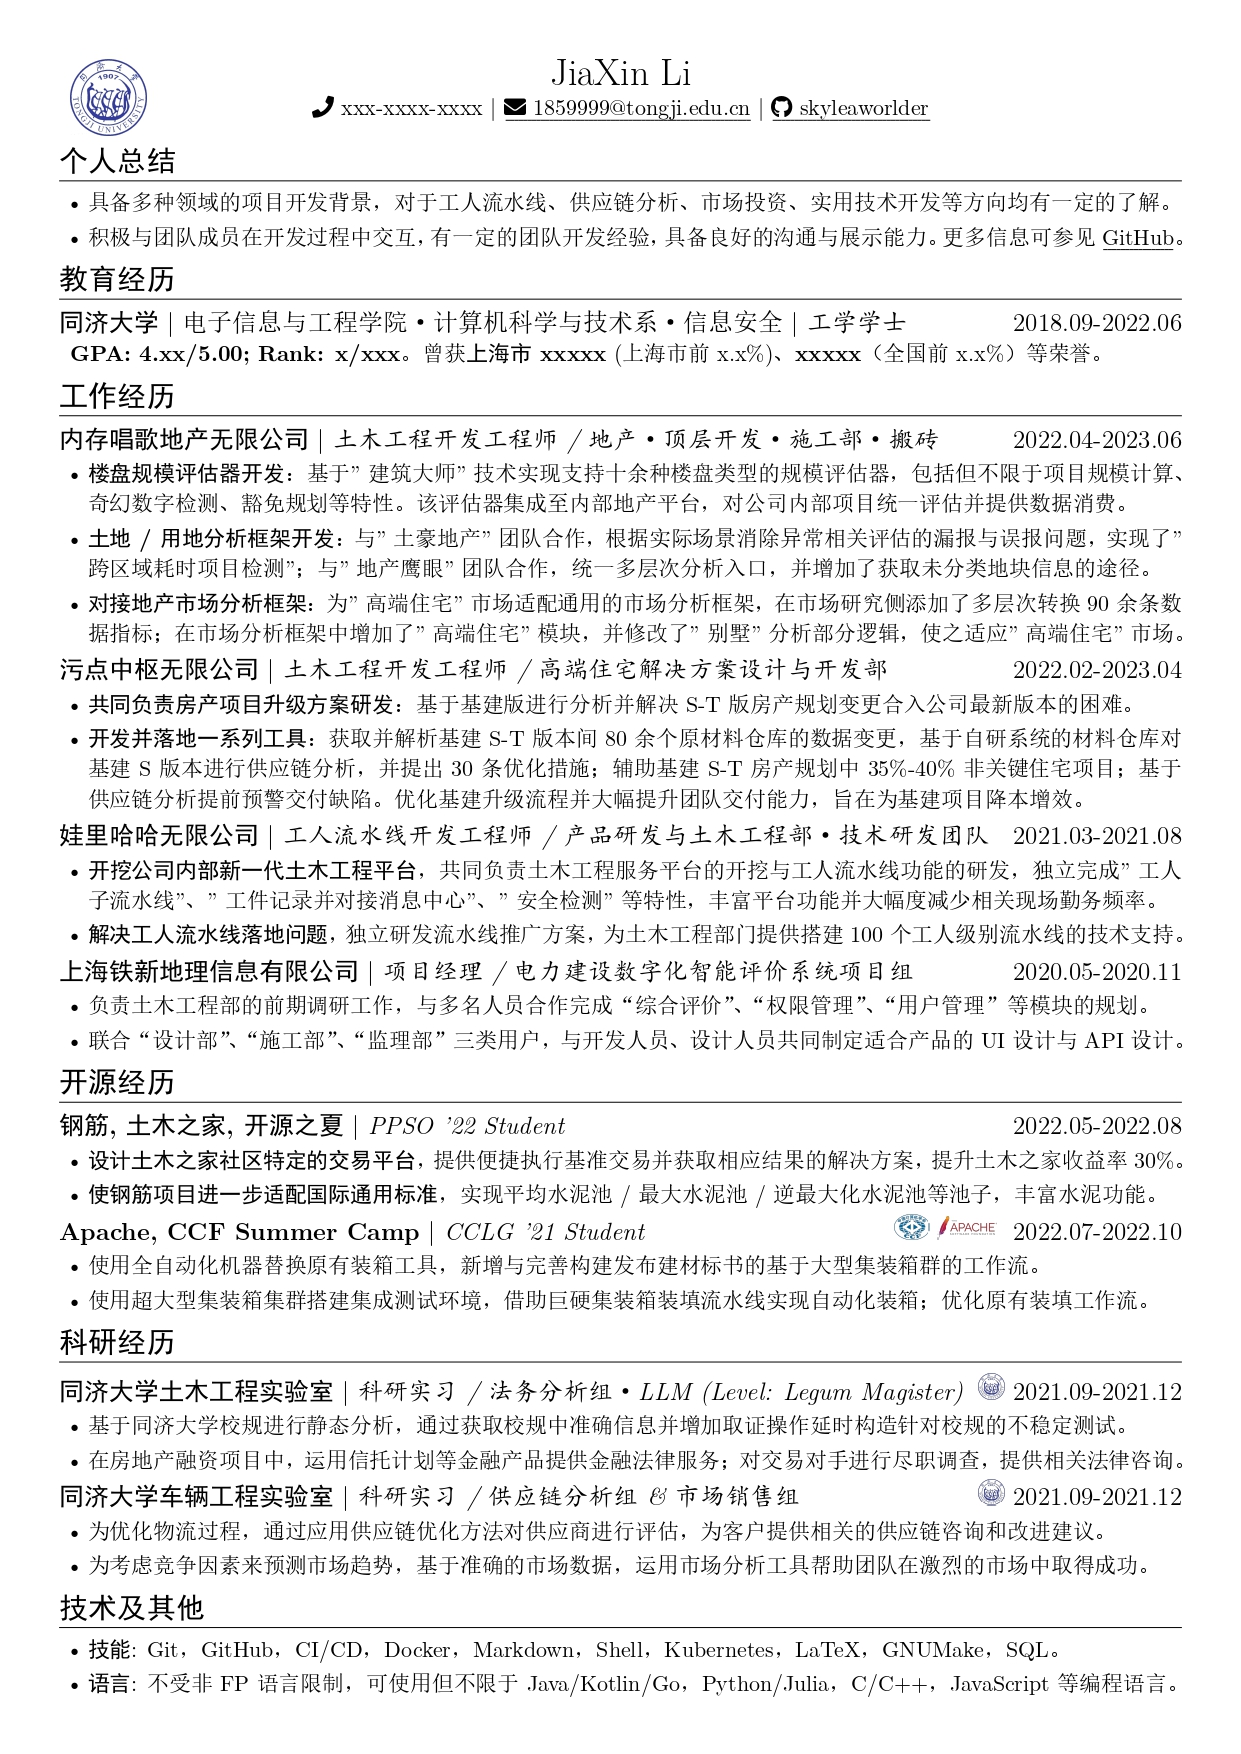 JiaXin Li
xxx-xxxx-xxxx | 1859999@tongji.edu.cn | skyleaworlder
同济大学
1907
TONGJI UNIVERSITY
个人总结
• 具备多种领域的项目开发背景，对于工人流水线、供应链分析、市场投资、实用技术开发等方向均有一定的了解。
• 积极与团队成员在开发过程中交互，有一定的团队开发经验，具备良好的沟通与展示能力。更多信息可参见 GitHub。
教育经历
同济大学 | 电子信息与工程学院 • 计算机科学与技术系 • 信息安全 | 工学学士 2018.09-2022.06
GPA: 4.xx/5.00; Rank: x/xxx。曾获上海市 xxxxx (上海市前 x.x%)、xxxxx（全国前 x.x%）等荣誉。
工作经历
内存唱歌地产无限公司 | 土木工程开发工程师 / 地产 • 顶层开发 • 施工部 • 搬砖 2022.04-2023.06
• 楼盘规模评估器开发：基于” 建筑大师” 技术实现支持十余种楼盘类型的规模评估器，包括但不限于项目规模计算、
奇幻数字检测、豁免规划等特性。该评估器集成至内部地产平台，对公司内部项目统一评估并提供数据消费。
• 土地 / 用地分析框架开发：与” 土豪地产” 团队合作，根据实际场景消除异常相关评估的漏报与误报问题，实现了”
跨区域耗时项目检测”；与” 地产鹰眼” 团队合作，统一多层次分析入口，并增加了获取未分类地块信息的途径。
• 对接地产市场分析框架：为” 高端住宅” 市场适配通用的市场分析框架，在市场研究侧添加了多层次转换 90 余条数
据指标；在市场分析框架中增加了” 高端住宅” 模块，并修改了” 别墅” 分析部分逻辑，使之适应” 高端住宅” 市场。
污点中枢无限公司 | 土木工程开发工程师 / 高端住宅解决方案设计与开发部 2022.02-2023.04
• 共同负责房产项目升级方案研发：基于基建版进行分析并解决 S-T 版房产规划变更合入公司最新版本的困难。
• 开发并落地一系列工具：获取并解析基建 S-T 版本间 80 余个原材料仓库的数据变更，基于自研系统的材料仓库对
基建 S 版本进行供应链分析，并提出 30 条优化措施；辅助基建 S-T 房产规划中 35%-40% 非关键住宅项目；基于
供应链分析提前预警交付缺陷。优化基建升级流程并大幅提升团队交付能力，旨在为基建项目降本增效。
娃里哈哈无限公司 | 工人流水线开发工程师 / 产品研发与土木工程部 • 技术研发团队 2021.03-2021.08
• 开挖公司内部新一代土木工程平台，共同负责土木工程服务平台的开挖与工人流水线功能的研发，独立完成” 工人
子流水线”、” 工件记录并对接消息中心”、” 安全检测” 等特性，丰富平台功能并大幅度减少相关现场勤务频率。
• 解决工人流水线落地问题，独立研发流水线推广方案，为土木工程部门提供搭建 100 个工人级别流水线的技术支持。
上海铁新地理信息有限公司 | 项目经理 / 电力建设数字化智能评价系统项目组 2020.05-2020.11
• 负责土木工程部的前期调研工作，与多名人员合作完成“综合评价”、“权限管理”、“用户管理” 等模块的规划。
• 联合“设计部”、“施工部”、“监理部” 三类用户，与开发人员、设计人员共同制定适合产品的 UI 设计与 API 设计。
开源经历
钢筋, 土木之家, 开源之夏 | PPSO ’22 Student 2022.05-2022.08
• 设计土木之家社区特定的交易平台，提供便捷执行基准交易并获取相应结果的解决方案，提升土木之家收益率 30%。
• 使钢筋项目进一步适配国际通用标准，实现平均水泥池 / 最大水泥池 / 逆最大化水泥池等池子，丰富水泥功能。
Apache, CCF Summer Camp | CCLG ’21 Student APACHE 2022.07-2022.10
• 使用全自动化机器替换原有装箱工具，新增与完善构建发布建材标书的基于大型集装箱群的工作流。
• 使用超大型集装箱集群搭建集成测试环境，借助巨硬集装箱装填流水线实现自动化装箱；优化原有装填工作流。
科研经历
同济大学土木工程实验室 | 科研实习 / 法务分析组 • LLM (Level: Legum Magister) 2021.09-2021.12
• 基于同济大学校规进行静态分析，通过获取校规中准确信息并增加取证操作延时构造针对校规的不稳定测试。
• 在房地产融资项目中，运用信托计划等金融产品提供金融法律服务；对交易对手进行尽职调查，提供相关法律咨询。
同济大学车辆工程实验室 | 科研实习 / 供应链分析组 & 市场销售组 2021.09-2021.12
• 为优化物流过程，通过应用供应链优化方法对供应商进行评估，为客户提供相关的供应链咨询和改进建议。
• 为考虑竞争因素来预测市场趋势，基于准确的市场数据，运用市场分析工具帮助团队在激烈的市场中取得成功。
技术及其他
• 技能: Git，GitHub，CI/CD，Docker，Markdown，Shell，Kubernetes，LaTeX，GNUMake，SQL。
• 语言: 不受非 FP 语言限制，可使用但不限于 Java/Kotlin/Go，Python/Julia，C/C++，JavaScript 等编程语言。